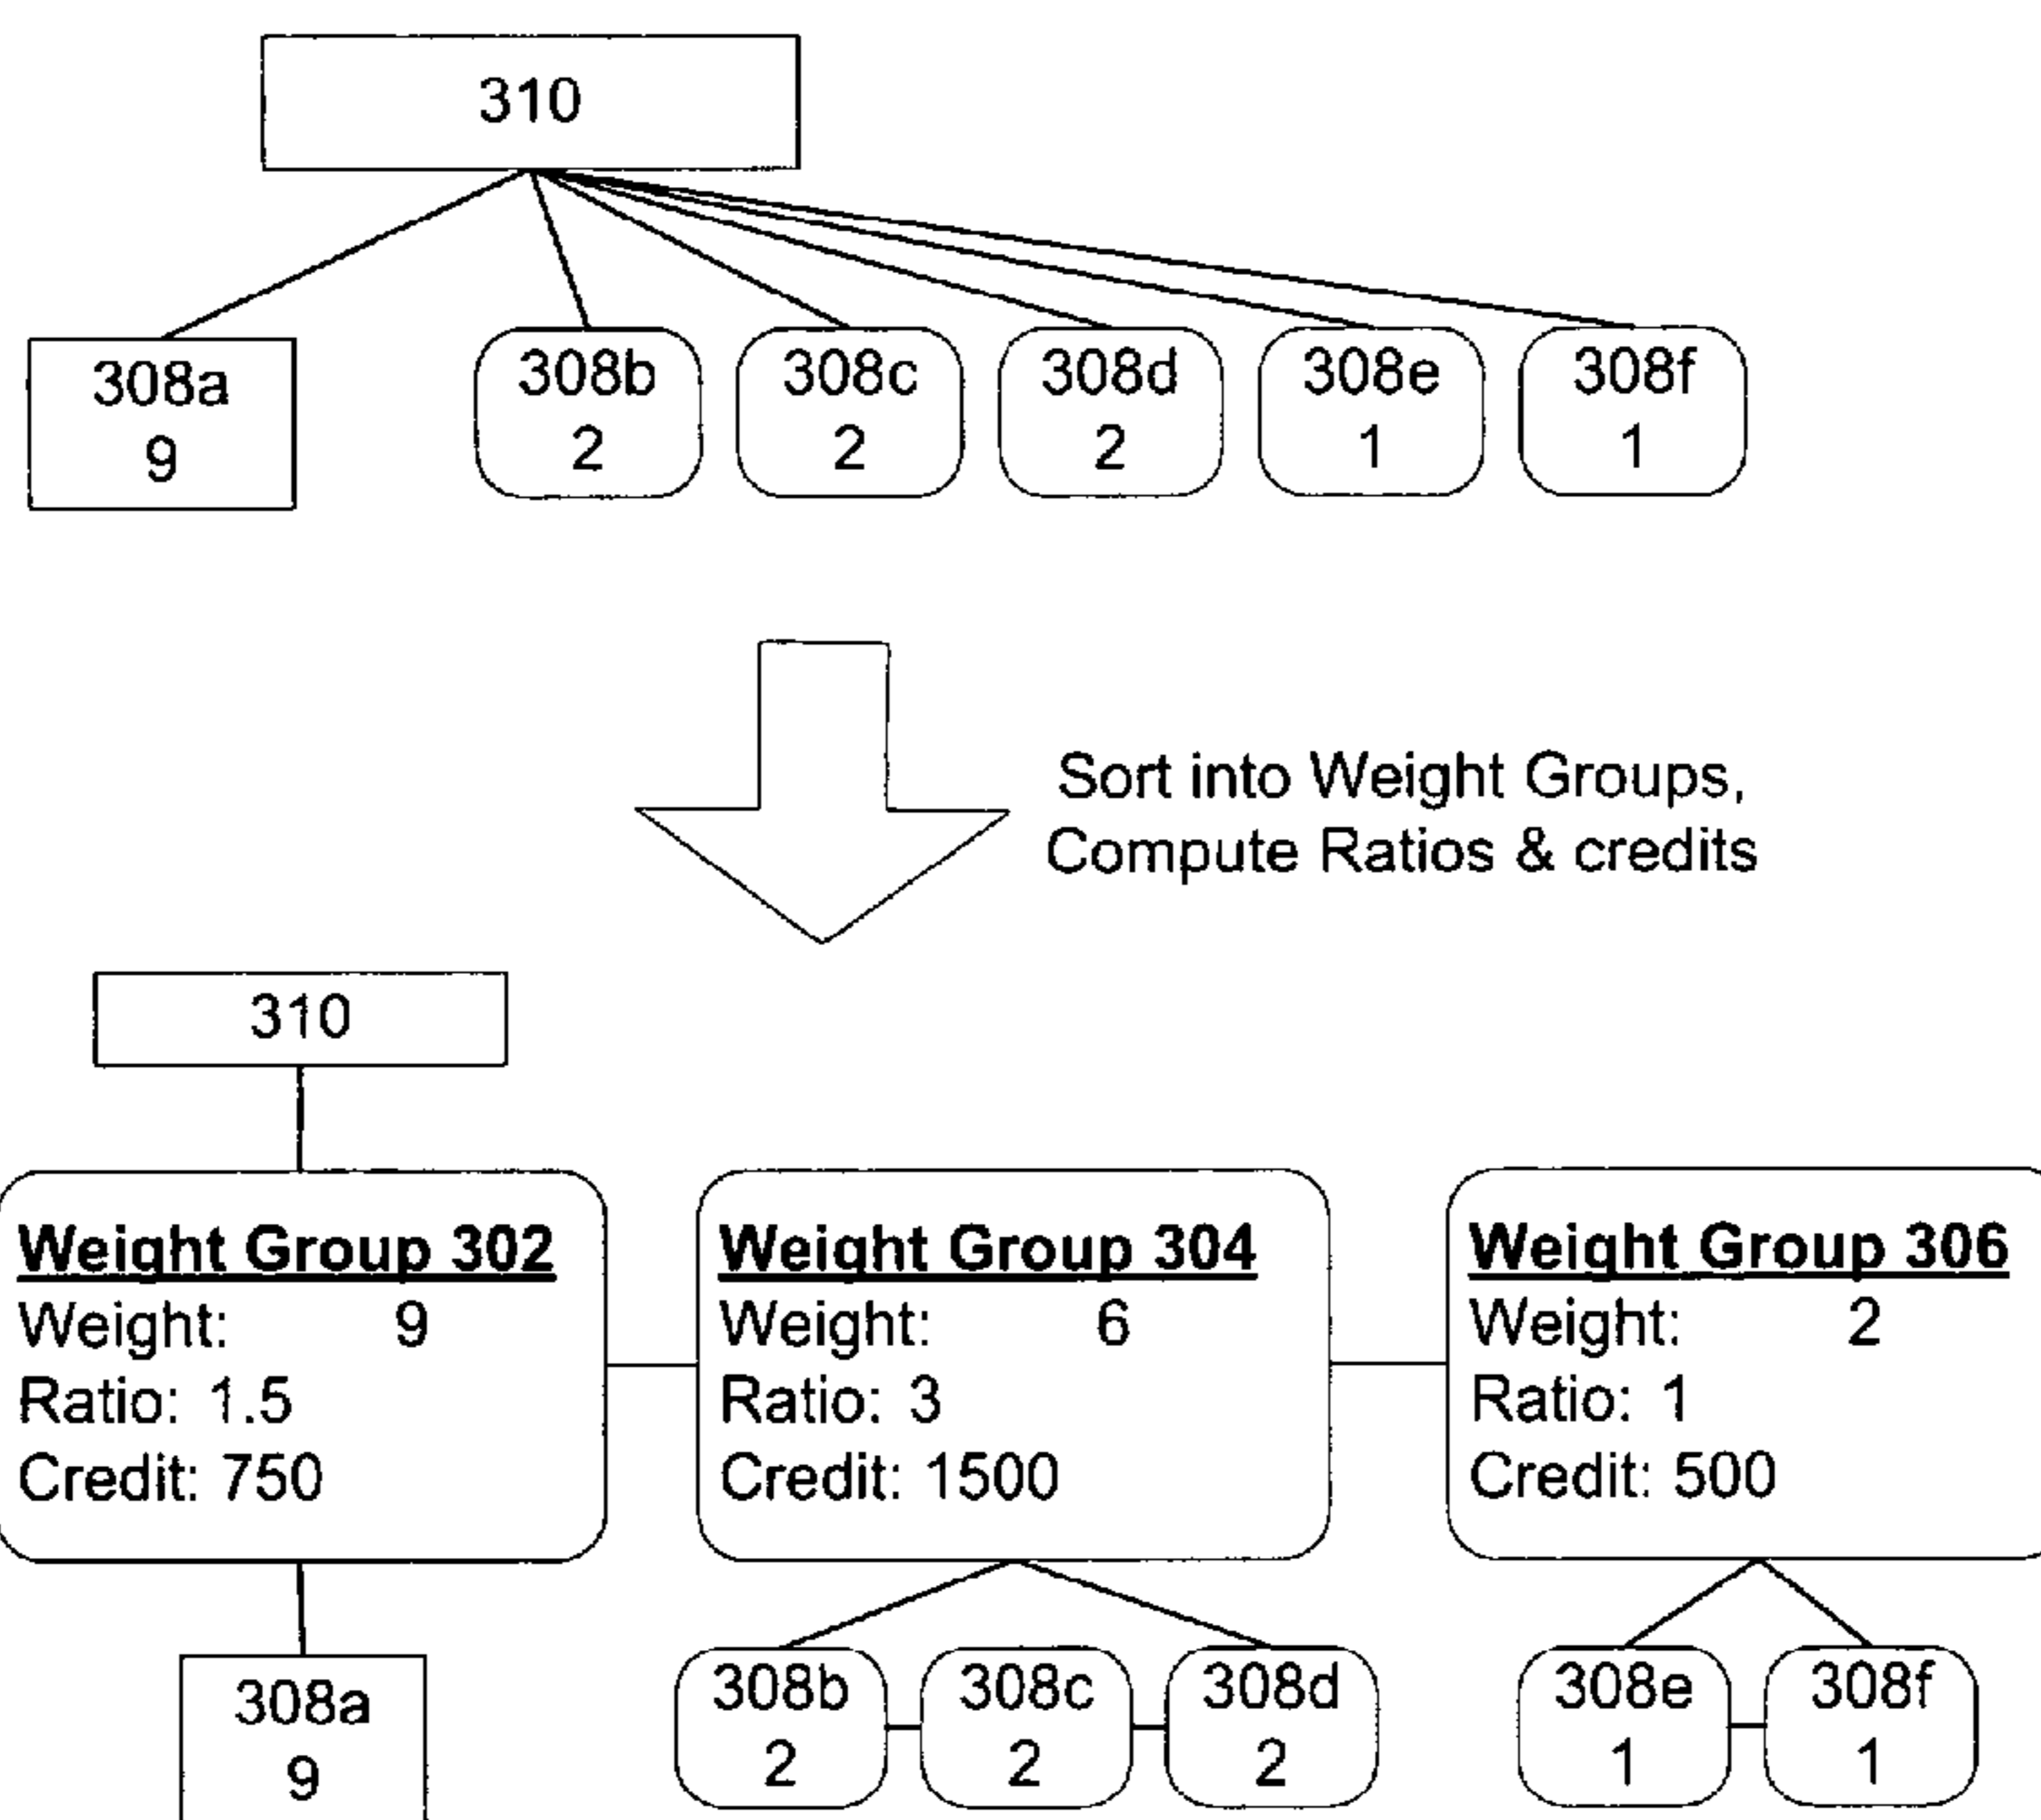 310
308a
9
308b
2
308c
2
308d
2
308e
1
308f
1
Sort into Weight Groups,
Compute Ratios & credits
310
Weight Group 302
Weight: 9
Ratio: 1.5
Credit: 750
Weight Group 304
Weight: 6
Ratio: 3
Credit: 1500
Weight Group 306
Weight: 2
Ratio: 1
Credit: 500
308a
9
308b
2
308c
2
308d
2
308e
1
308f
1